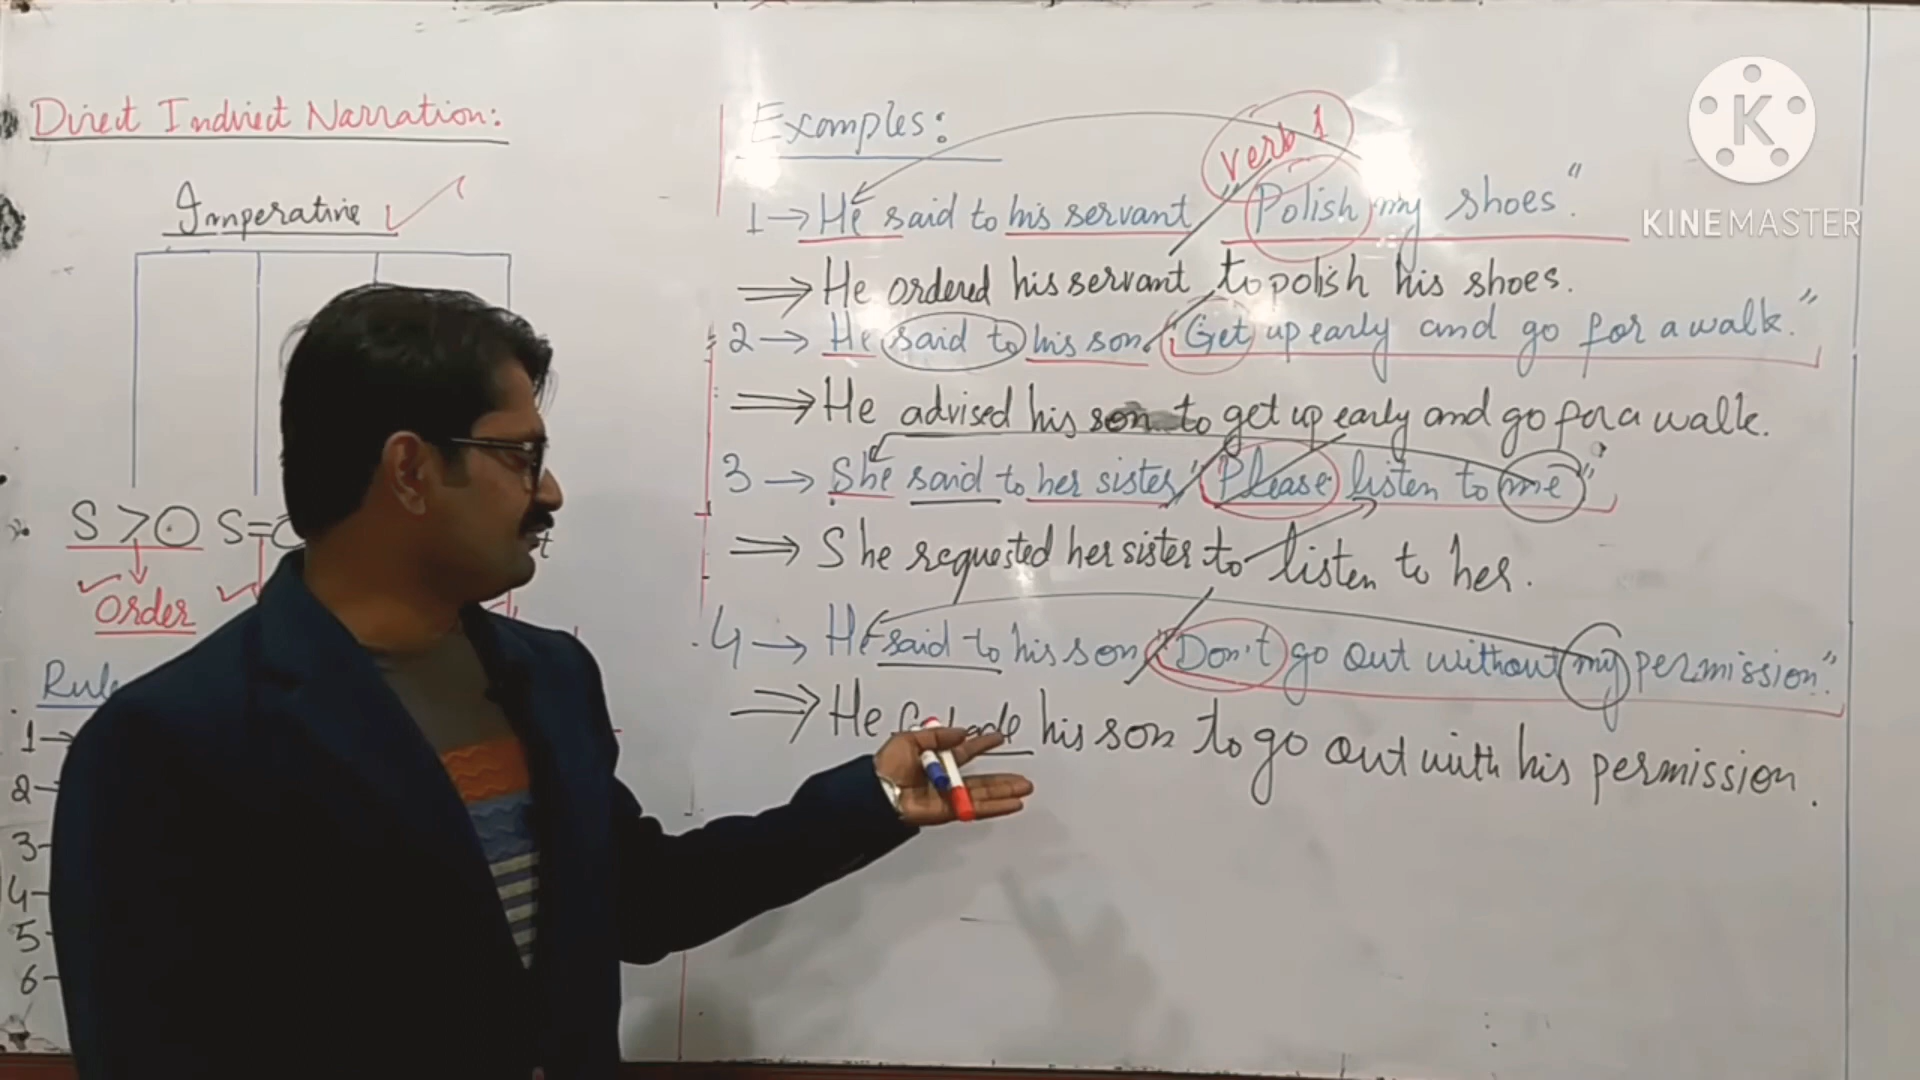 Direct Indirect Narration:
Imperative ✓
S > O S =
Order
t
Rul
1 →
2
3
4
5
6
Examples:
verb 1
1 → He said to his servant "Polish my shoes".
⇒ He ordered his servant to polish his shoes.
2 → He said to his son. "Get up early and go for a walk."
⇒ He advised his son to get up early and go for a walk.
3 → She said to her sister "Please listen to me"
⇒ She requested her sister to listen to her.
4 → He said to his son "Don't go out without my permission".
⇒ He his son to go out with his permission.
K
KINEMASTER